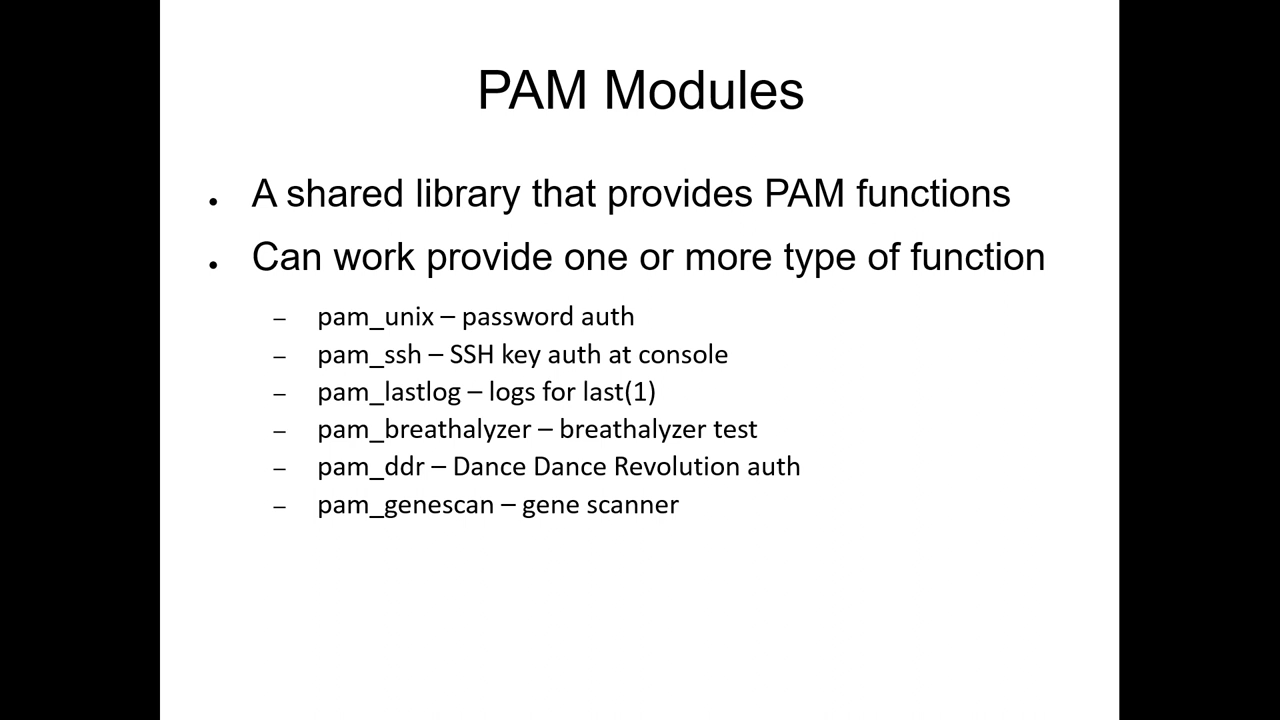 PAM Modules
. A shared library that provides PAM functions
. Can work provide one or more type of function
– pam_unix – password auth
– pam_ssh – SSH key auth at console
– pam_lastlog – logs for last(1)
– pam_breathalyzer – breathalyzer test
– pam_ddr – Dance Dance Revolution auth
– pam_genescan – gene scanner